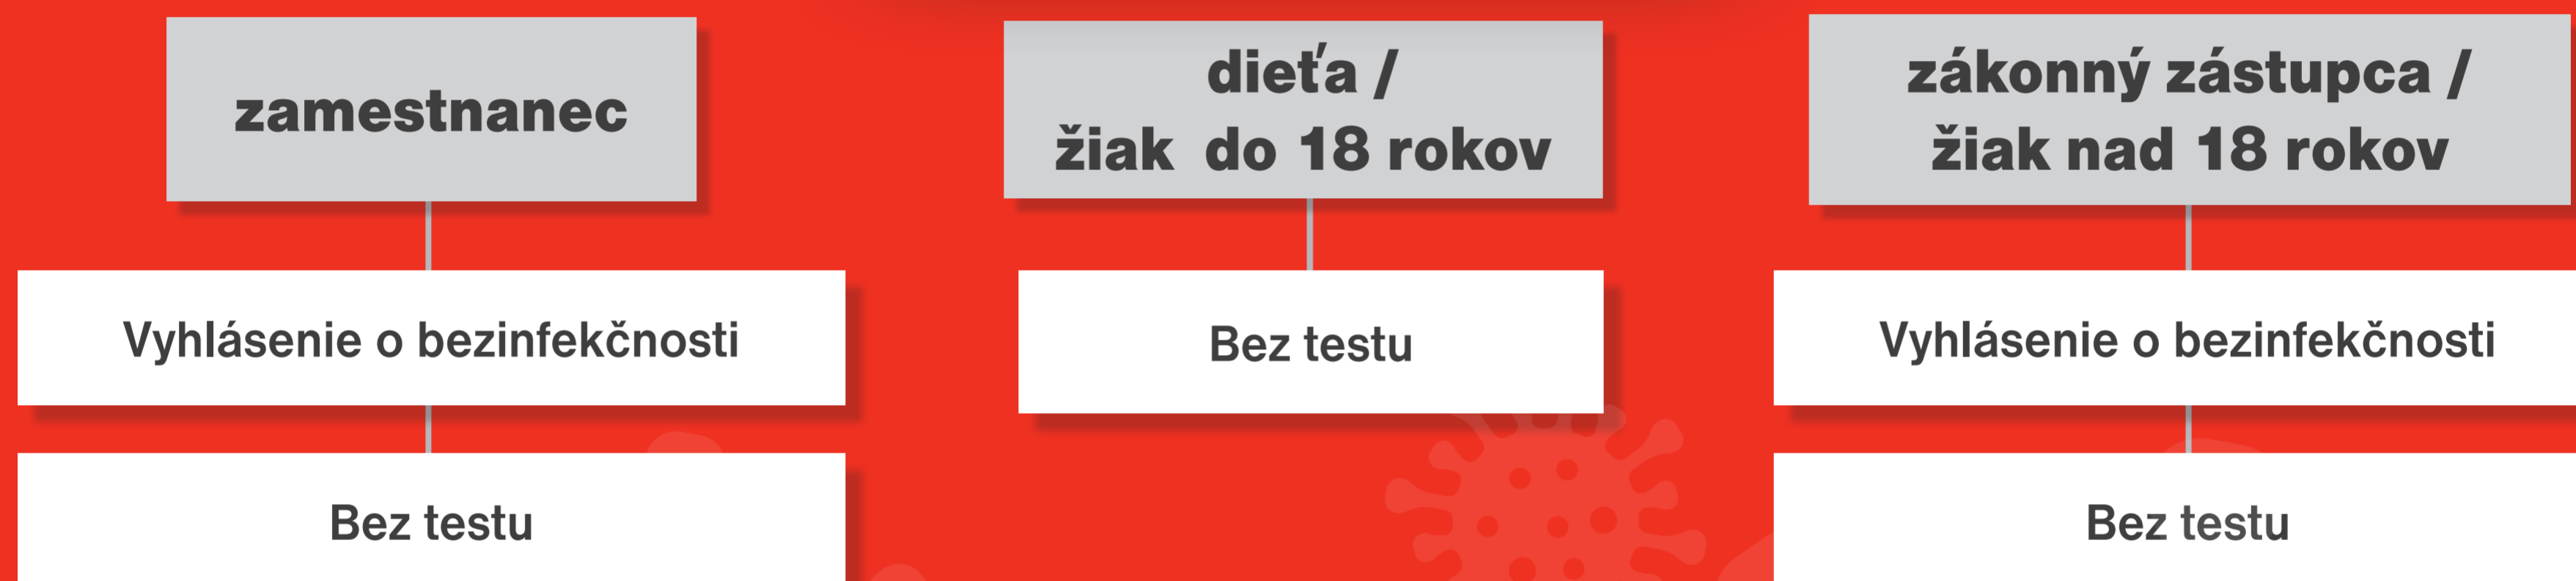 zamestnanec
Vyhlásenie o bezinfekčnosti
Bez testu
dieťa /
žiak do 18 rokov
Bez testu
zákonný zástupca /
žiak nad 18 rokov
Vyhlásenie o bezinfekčnosti
Bez testu